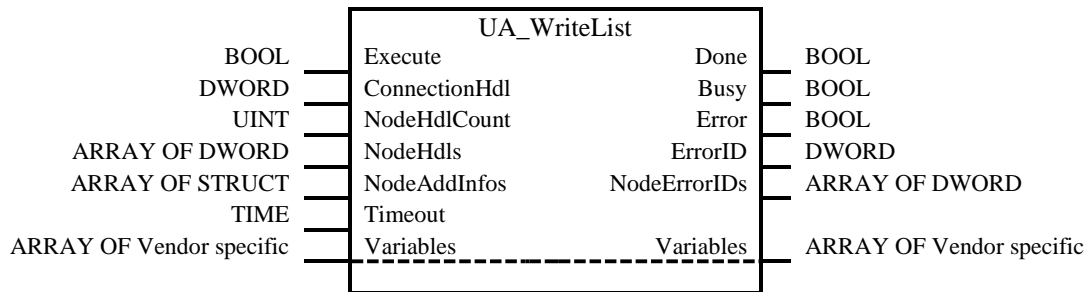 UA_WriteList
BOOL Execute Done BOOL
DWORD ConnectionHdl Busy BOOL
UINT NodeHdlCount Error BOOL
ARRAY OF DWORD NodeHdls ErrorID DWORD
ARRAY OF STRUCT NodeAddInfos NodeErrorIDs ARRAY OF DWORD
TIME Timeout
ARRAY OF Vendor specific Variables Variables ARRAY OF Vendor specific